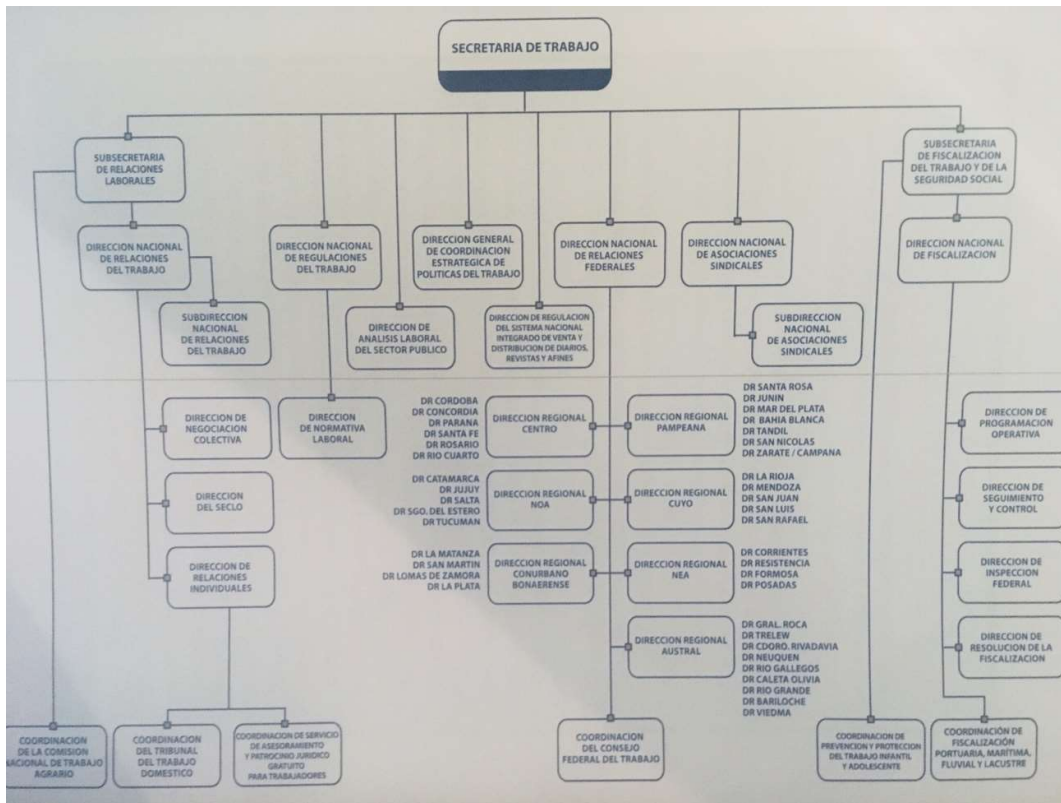 SECRETARIA DE TRABAJO
SUBSECRETARIA
DE RELACIONES
LABORALES
SUBSECRETARIA
DE FISCALIZACION
DEL TRABAJO Y DE LA
SEGURIDAD SOCIAL
DIRECCION NACIONAL
DE RELACIONES
DEL TRABAJO
DIRECCION NACIONAL
DE REGULACIONES
DEL TRABAJO
DIRECCION GENERAL
DE COORDINACION
ESTRATEGICA DE
POLITICAS DEL TRABAJO
DIRECCION NACIONAL
DE RELACIONES
FEDERALES
DIRECCION NACIONAL
DE ASOCIACIONES
SINDICALES
DIRECCION NACIONAL
DE FISCALIZACION
SUBDIRECCION
NACIONAL
DE RELACIONES
DEL TRABAJO
DIRECCION DE
ANALISIS LABORAL
DEL SECTOR PUBLICO
DIRECCION DE REGULACION
DEL SISTEMA NACIONAL
INTEGRADO DE VENTA Y
DISTRIBUCION DE DIARIOS,
REVISTAS Y AFINES
SUBDIRECCION
NACIONAL
DE ASOCIACIONES
SINDICALES
DIRECCION DE
NEGOCIACION
COLECTIVA
DIRECCION
DE NORMATIVA
LABORAL
DR CORDOBA
DR CONCORDIA
DR PARANA
DR SANTA FE
DR ROSARIO
DR RIO CUARTO
DIRECCION REGIONAL
CENTRO
DIRECCION REGIONAL
PAMPEANA
DR SANTA ROSA
DR JUNIN
DR MAR DEL PLATA
DR BAHIA BLANCA
DR TANDIL
DR SAN NICOLAS
DR ZARATE / CAMPANA
DIRECCION DE
PROGRAMACION
OPERATIVA
DIRECCION
DEL SECLO
DR CATAMARCA
DR JUJUY
DR SALTA
DR SGO. DEL ESTERO
DR TUCUMAN
DIRECCION REGIONAL
NOA
DIRECCION REGIONAL
CUYO
DR LA RIOJA
DR MENDOZA
DR SAN JUAN
DR SAN LUIS
DR SAN RAFAEL
DIRECCION DE
SEGUIMIENTO
Y CONTROL
DIRECCION DE
RELACIONES
INDIVIDUALES
DR LA MATANZA
DR SAN MARTIN
DR LOMAS DE ZAMORA
DR LA PLATA
DIRECCION REGIONAL
CONURBANO
BONAERENSE
DIRECCION REGIONAL
NEA
DR CORRIENTES
DR RESISTENCIA
DR FORMOSA
DR POSADAS
DIRECCION DE
INSPECCION
FEDERAL
DIRECCION REGIONAL
AUSTRAL
DR GRAL. ROCA
DR TRELEW
DR CDORO. RIVADAVIA
DR NEUQUEN
DR RIO GALLEGOS
DR CALETA OLIVIA
DR RIO GRANDE
DR BARILOCHE
DR VIEDMA
DIRECCION DE
RESOLUCION DE LA
FISCALIZACION
COORDINACION
DE LA COMISION
NACIONAL DE TRABAJO
AGRARIO
COORDINACION
DEL TRIBUNAL
DEL TRABAJO
DOMESTICO
COORDINACION DE SERVICIO
DE ASESORAMIENTO
Y PATROCINIO JURIDICO
GRATUITO
PARA TRABAJADORES
COORDINACION
DEL CONSEJO
FEDERAL DEL TRABAJO
COORDINACION DE
PREVENCION Y PROTECCION
DEL TRABAJO INFANTIL
Y ADOLESCENTE
COORDINACIÓN DE
FISCALIZACIÓN
PORTUARIA, MARÍTIMA,
FLUVIAL Y LACUSTRE